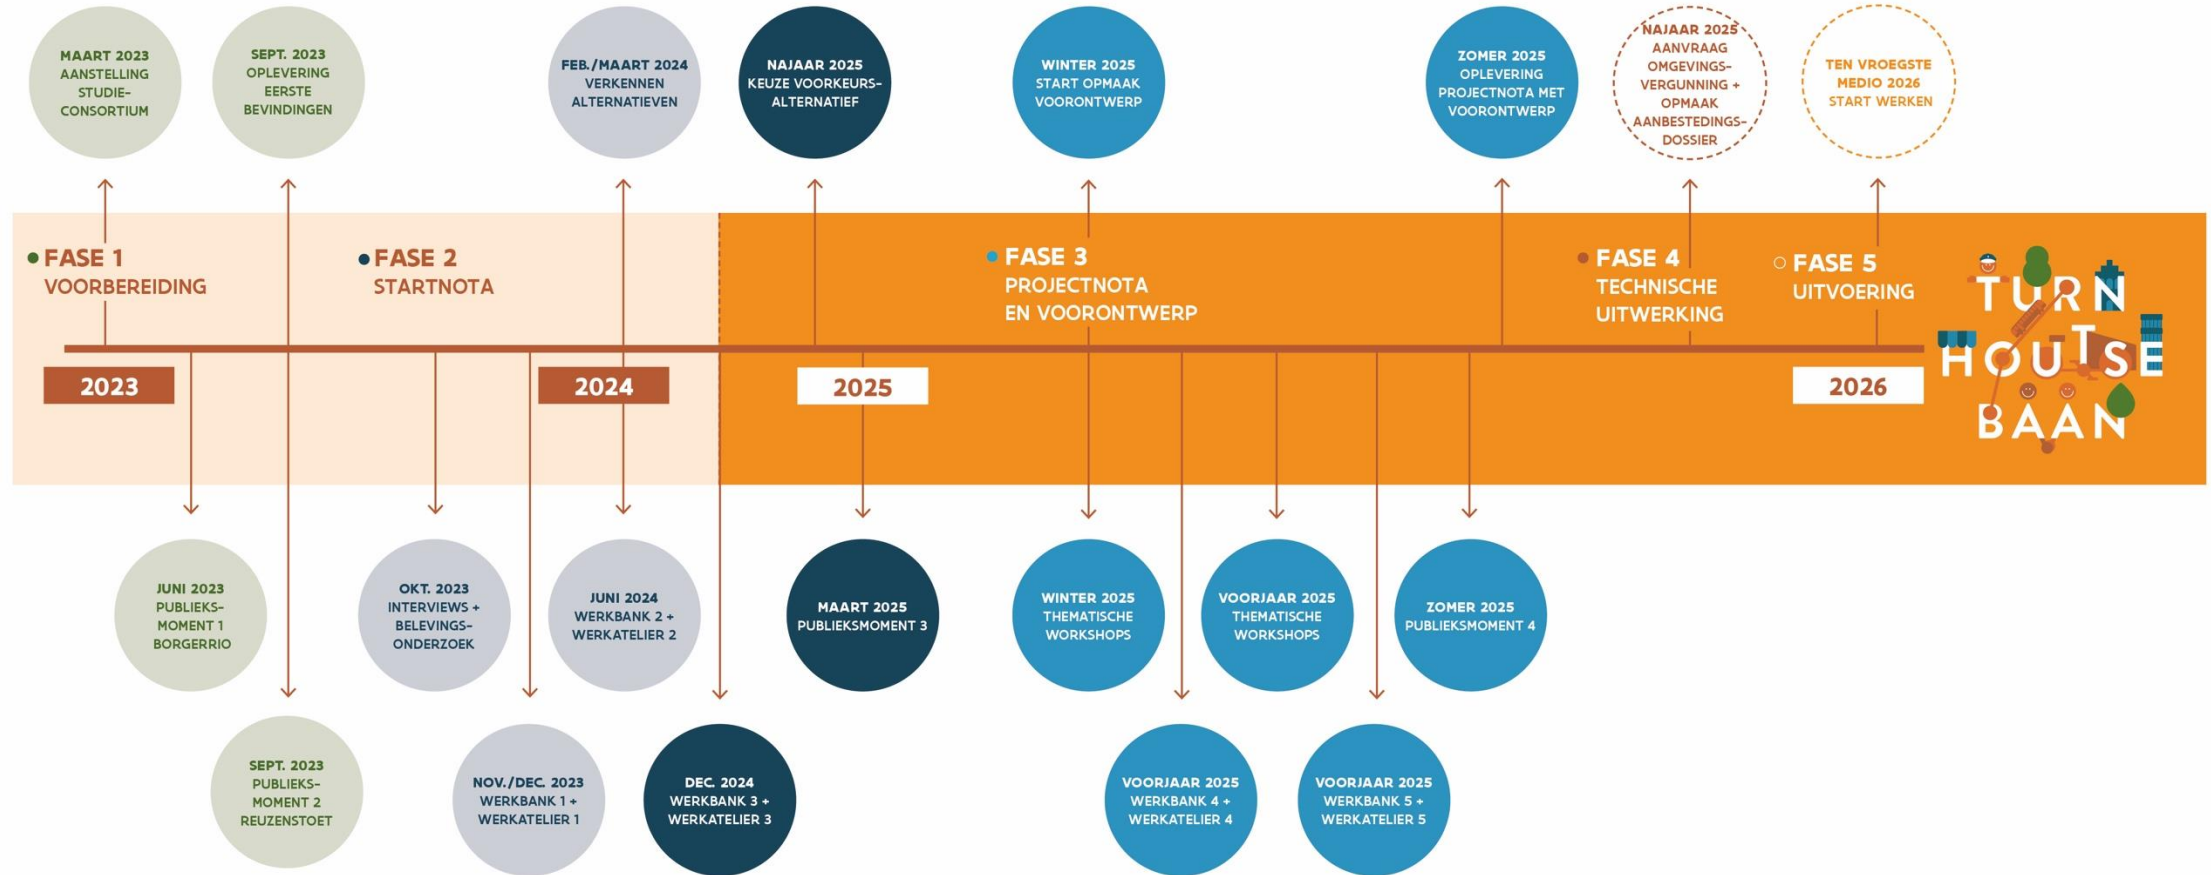 MAART 2023
AANSTELLING
STUDIE-
CONSORTIUM
SEPT. 2023
OPLEVERING
EERSTE
BEVINDINGEN
FEB./MAART 2024
VERKENNEN
ALTERNATIEVEN
NAJAAR 2025
KEUZE VOORKEURS-
ALTERNATIEF
WINTER 2025
START OPMAAK
VOORONTWERP
ZOMER 2025
OPLEVERING
PROJECTNOTA MET
VOORONTWERP
NAJAAR 2025
AANVRAAG
OMGEVINGS-
VERGUNNING +
OPMAAK
AANBESTEDINGS-
DOSSIER
TEN VROEGSTE
MEDIO 2026
START WERKEN
FASE 1
VOORBEREIDING
FASE 2
STARTNOTA
FASE 3
PROJECTNOTA
EN VOORONTWERP
FASE 4
TECHNISCHE
UITWERKING
FASE 5
UITVOERING
TURN
HOUTSE
BAAN
2023
2024
2025
2026
JUNI 2023
PUBLIEKS-
MOMENT 1
BORGERRIO
OKT. 2023
INTERVIEWS +
BELEVINGS-
ONDERZOEK
JUNI 2024
WERKBANK 2 +
WERKATELIER 2
MAART 2025
PUBLIEKSMOMENT 3
WINTER 2025
THEMATISCHE
WORKSHOPS
VOORJAAR 2025
THEMATISCHE
WORKSHOPS
ZOMER 2025
PUBLIEKSMOMENT 4
SEPT. 2023
PUBLIEKS-
MOMENT 2
REUZENSTOET
NOV./DEC. 2023
WERKBANK 1 +
WERKATELIER 1
DEC. 2024
WERKBANK 3 +
WERKATELIER 3
VOORJAAR 2025
WERKBANK 4 +
WERKATELIER 4
VOORJAAR 2025
WERKBANK 5 +
WERKATELIER 5